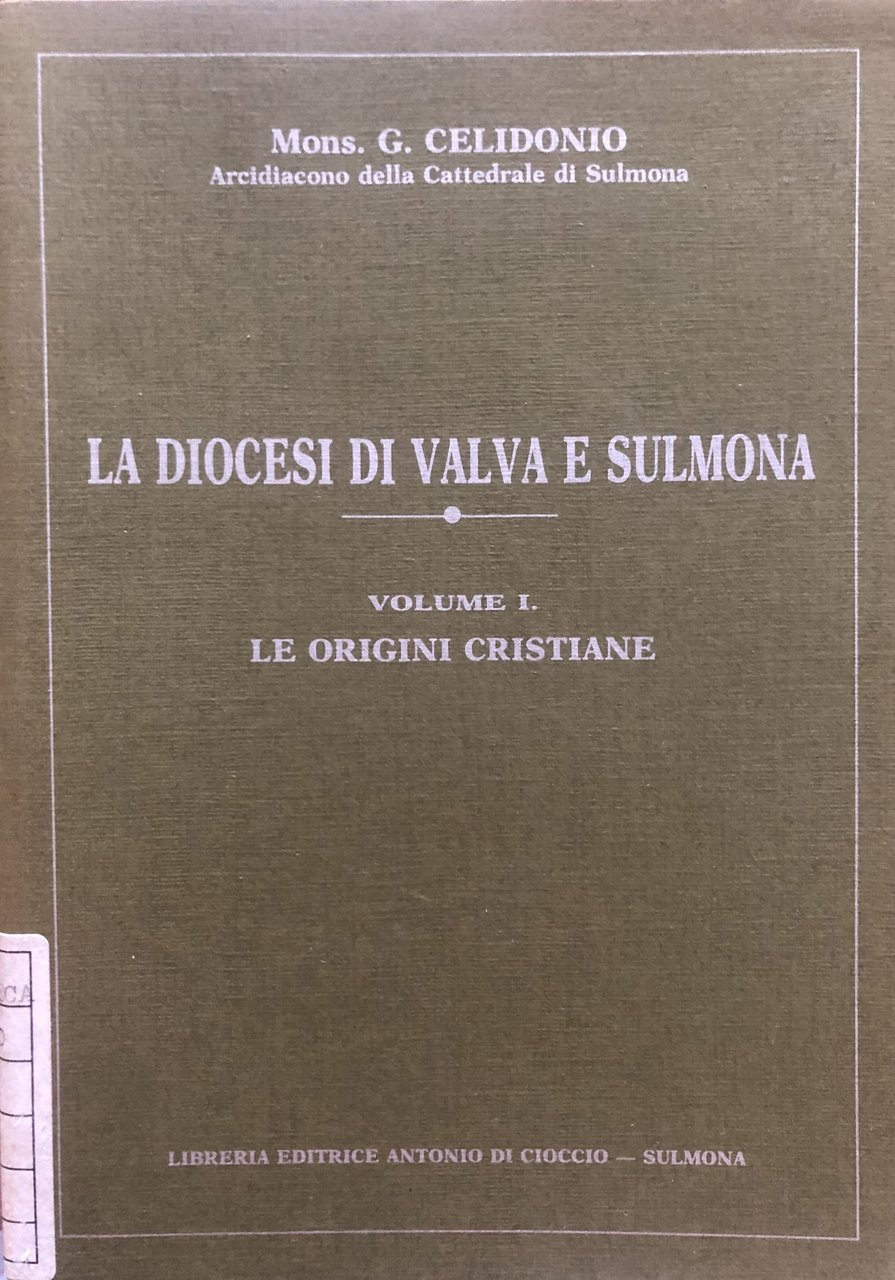 Mons. G. CELIDONIO
Arcidiacono della Cattedrale di Sulmona
LA DIOCESI DI VALVA E SULMONA
VOLUME I.
LE ORIGINI CRISTIANE
LIBRERIA EDITRICE ANTONIO DI CIOCCIO — SULMONA